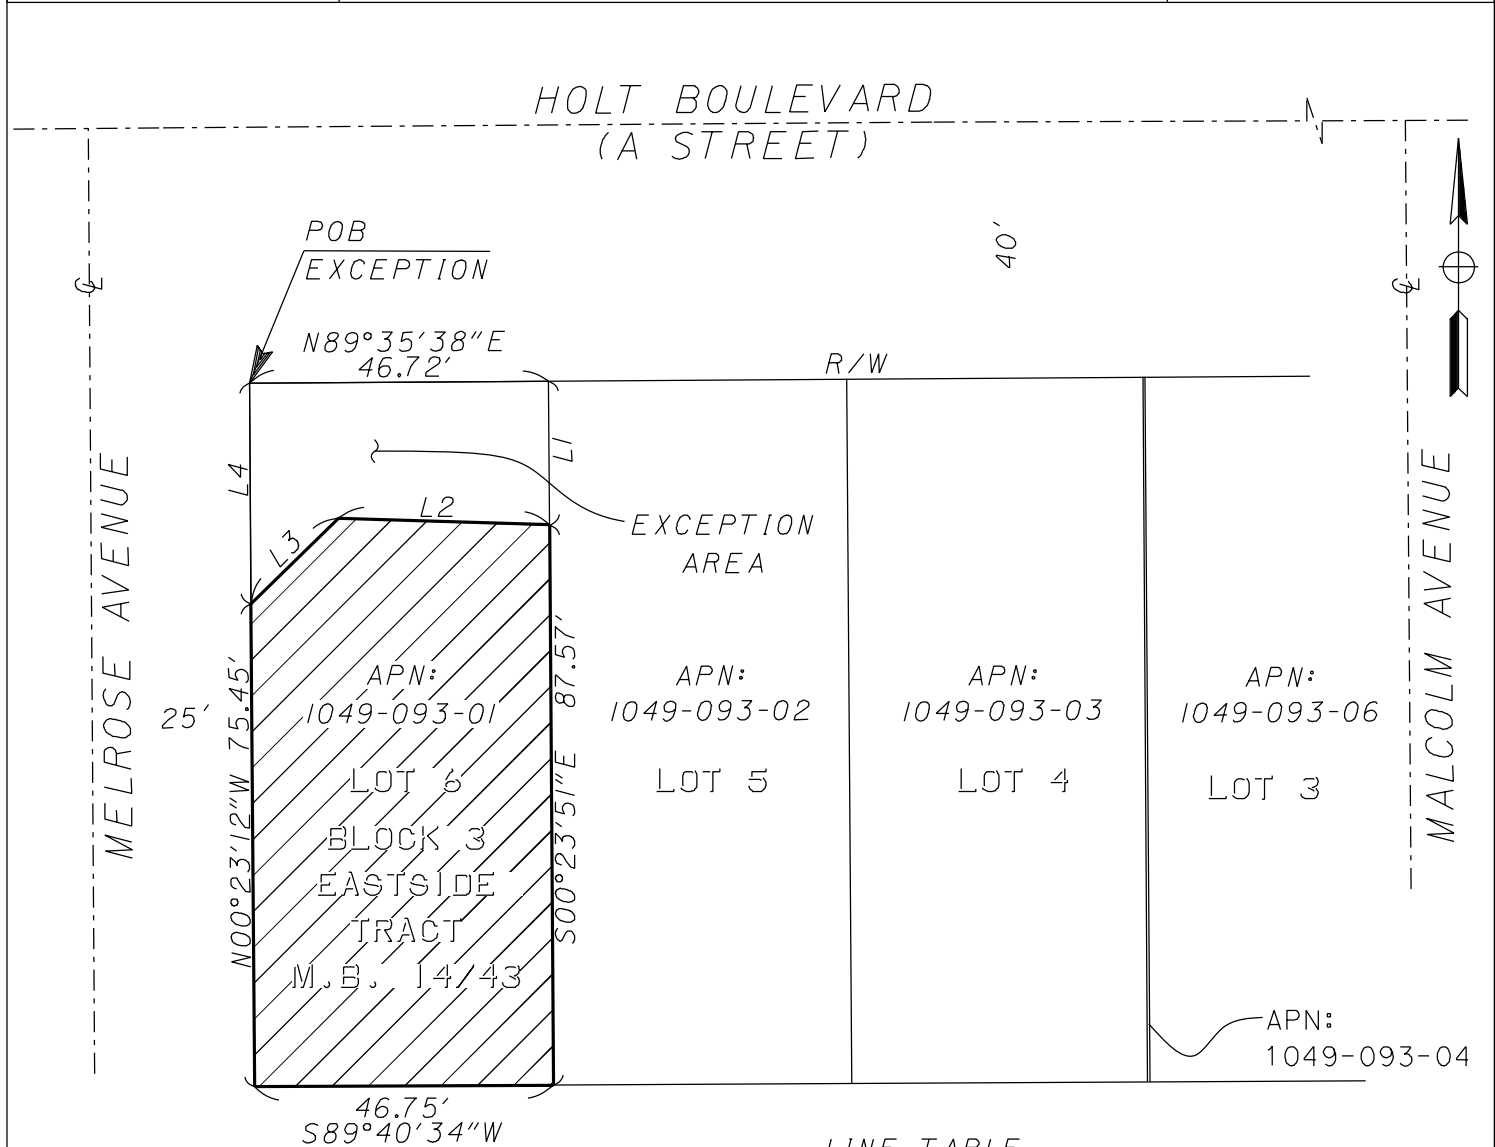 HOLT BOULEVARD
(A STREET)
POB
EXCEPTION
40'
℄
℄
N89°35'38"E
46.72'
R/W
L4
L1
L2
L3
EXCEPTION
AREA
MELROSE AVENUE
MALCOLM AVENUE
25'
N00°23'12"W 75.45'
S00°23'51"E 87.57'
APN:
1049-093-01
LOT 6
BLOCK 3
EASTSIDE
TRACT
M.B. 14/43
APN:
1049-093-02
LOT 5
APN:
1049-093-03
LOT 4
APN:
1049-093-06
LOT 3
APN:
1049-093-04
46.75'
S89°40'34"W
LINE TABLE